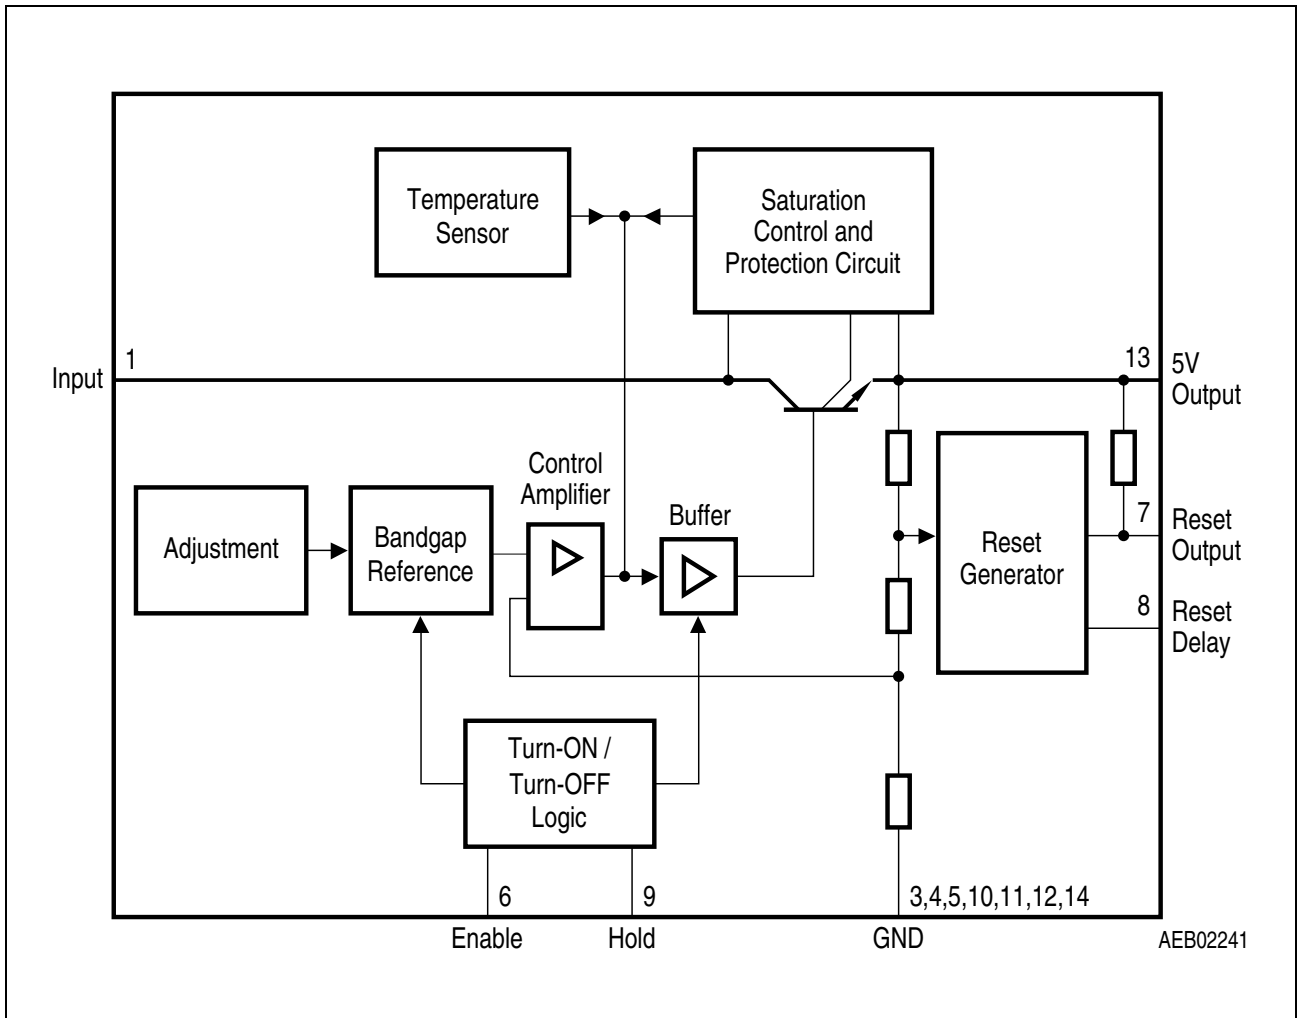 Temperature
Sensor
Saturation
Control and
Protection Circuit
1
Input
13
5V
Output
Control
Amplifier
Buffer
Adjustment
Bandgap
Reference
Reset
Generator
7
Reset
Output
8
Reset
Delay
Turn-ON /
Turn-OFF
Logic
6
9
3,4,5,10,11,12,14
Enable
Hold
GND
AEB02241